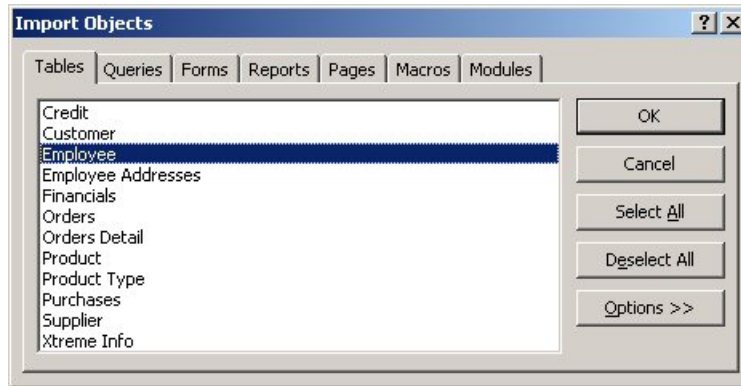 Import Objects
Tables Queries Forms Reports Pages Macros Modules
Credit
Customer
Employee
Employee Addresses
Financials
Orders
Orders Detail
Product
Product Type
Purchases
Supplier
Xtreme Info
OK
Cancel
Select All
Deselect All
Options >>